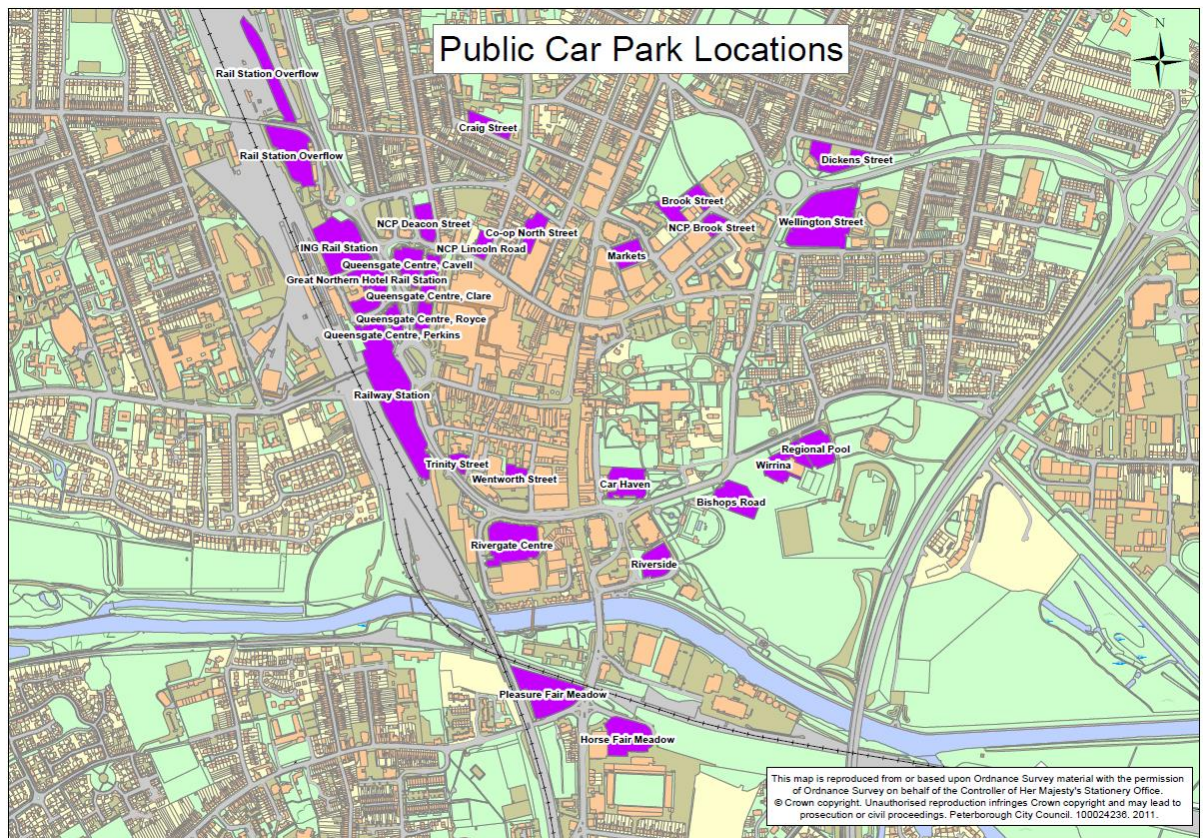 Public Car Park Locations
N
Rail Station Overflow
Craig Street
Rail Station Overflow
Dickens Street
Brook Street
NCP Deacon Street
Wellington Street
NCP Brook Street
Co-op North Street
ING Rail Station
NCP Lincoln Road
Markets
Queensgate Centre, Cavell
Great Northern Hotel Rail Station
Queensgate Centre, Clare
Queensgate Centre, Royce
Queensgate Centre, Perkins
Railway Station
Regional Pool
Trinity Street
Wirrina
Wentworth Street
Car Haven
Bishops Road
Rivergate Centre
Riverside
Pleasure Fair Meadow
Horse Fair Meadow
This map is reproduced from or based upon Ordnance Survey material with the permission
of Ordnance Survey on behalf of the Controller of Her Majesty's Stationery Office.
© Crown copyright. Unauthorised reproduction infringes Crown copyright and may lead to
prosecution or civil proceedings. Peterborough City Council. 100024236. 2011.